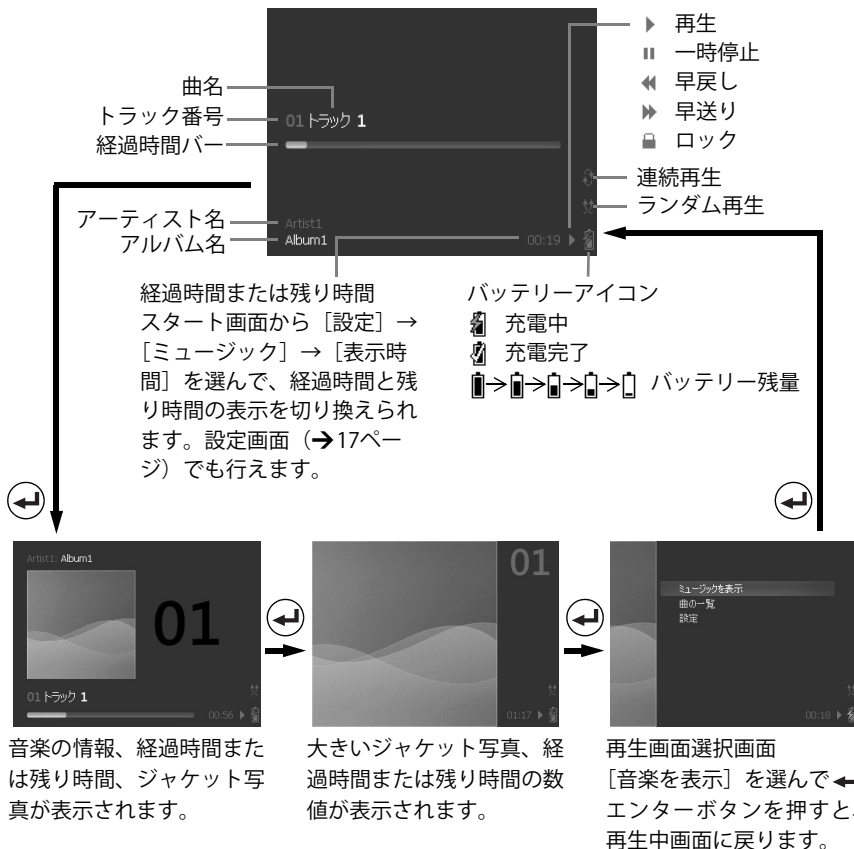 再生
一時停止
早戻し
早送り
ロック
曲名
トラック番号
経過時間バー
01 トラック 1
連続再生
ランダム再生
アーティスト名
アルバム名
Artist1
Album1
00:19
経過時間または残り時間
スタート画面から［設定］→
［ミュージック］→［表示時
間］を選んで、経過時間と残
り時間の表示を切り換えられ
ます。設定画面（➔17ペー
ジ）でも行えます。
バッテリーアイコン
充電中
充電完了
→→→→ バッテリー残量
Artist1: Album1
01
01 トラック 1
00:56
音楽の情報、経過時間また
は残り時間、ジャケット写
真が表示されます。
01
01:17
大きいジャケット写真、経
過時間または残り時間の数
値が表示されます。
ミュージックを表示
曲の一覧
設定
00:18
再生画面選択画面
［音楽を表示］を選んで
エンターボタンを押すと、
再生中画面に戻ります。